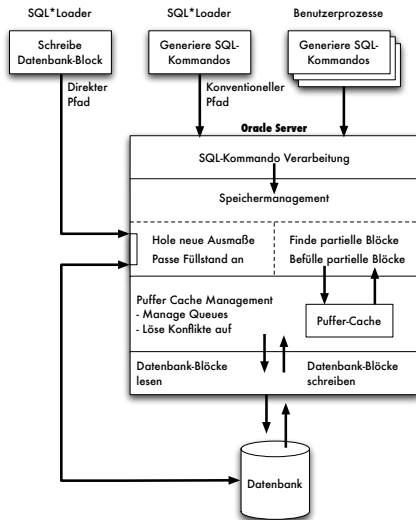 SQL*Loader
SQL*Loader
Benutzerprozesse
Schreibe
Datenbank-Block
Generiere SQL-
Kommandos
Generiere SQL-
Kommandos
Direkter
Pfad
Konventioneller
Pfad
Oracle Server
SQL-Kommando Verarbeitung
Speichermanagement
Hole neue Ausmaße
Passe Füllstand an
Finde partielle Blöcke
Befülle partielle Blöcke
Puffer Cache Management
- Manage Queues
- Löse Konflikte auf
Puffer-Cache
Datenbank-Blöcke
lesen
Datenbank-Blöcke
schreiben
Datenbank